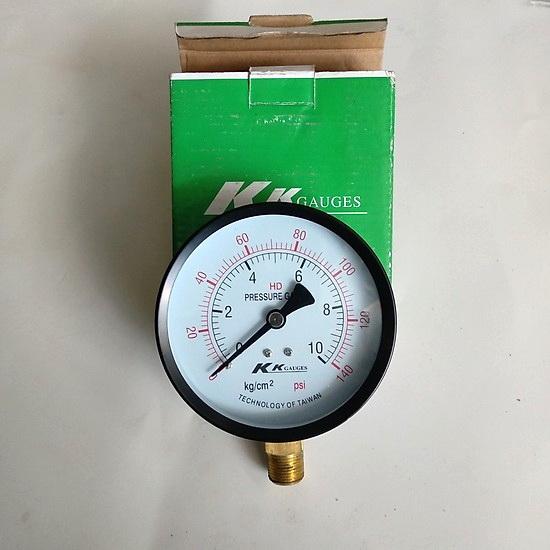 KK GAUGES
60
80
40
100
4
6
HD
PRESSURE G
20
2
8
120
0
0
10
140
KK GAUGES
kg/cm2
psi
TECHNOLOGY OF TAIWAN